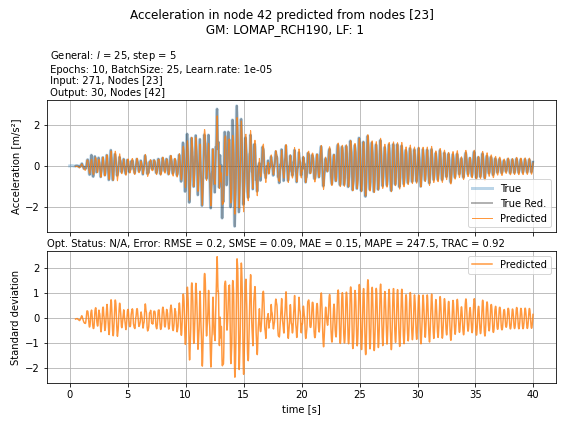 Acceleration in node 42 predicted from nodes [23]
GM: LOMAP_RCH190, LF: 1
General: l = 25, step = 5
Epochs: 10, BatchSize: 25, Learn.rate: 1e-05
Input: 271, Nodes [23]
Output: 30, Nodes [42]
Acceleration [m/s²]
2
0
−2
True
True Red.
Predicted
Opt. Status: N/A, Error: RMSE = 0.2, SMSE = 0.09, MAE = 0.15, MAPE = 247.5, TRAC = 0.92
Standard deviation
2
1
0
−1
−2
Predicted
0 5 10 15 20 25 30 35 40
time [s]